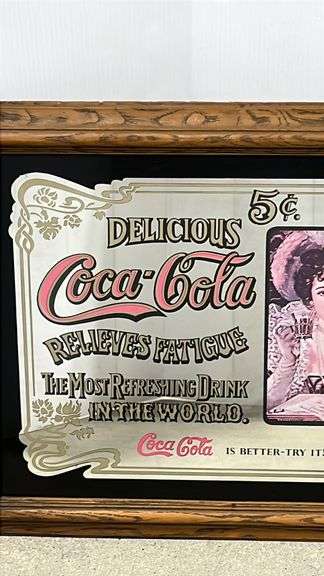 5¢.
DELICIOUS
Coca-Cola
RELIEVES FATIGUE
THE MOST REFRESHING DRINK
IN THE WORLD.
Coca-Cola IS BETTER-TRY IT